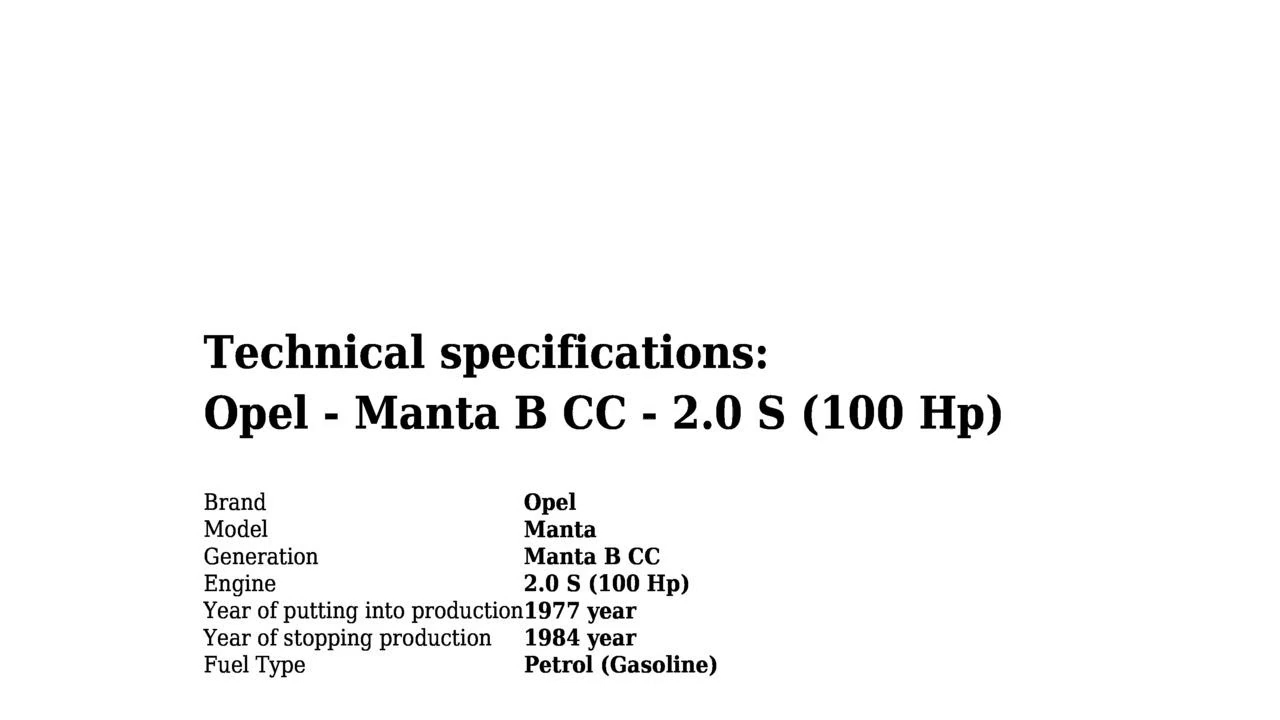 Technical specifications:
Opel - Manta B CC - 2.0 S (100 Hp)
Brand Opel
Model Manta
Generation Manta B CC
Engine 2.0 S (100 Hp)
Year of putting into production 1977 year
Year of stopping production 1984 year
Fuel Type Petrol (Gasoline)